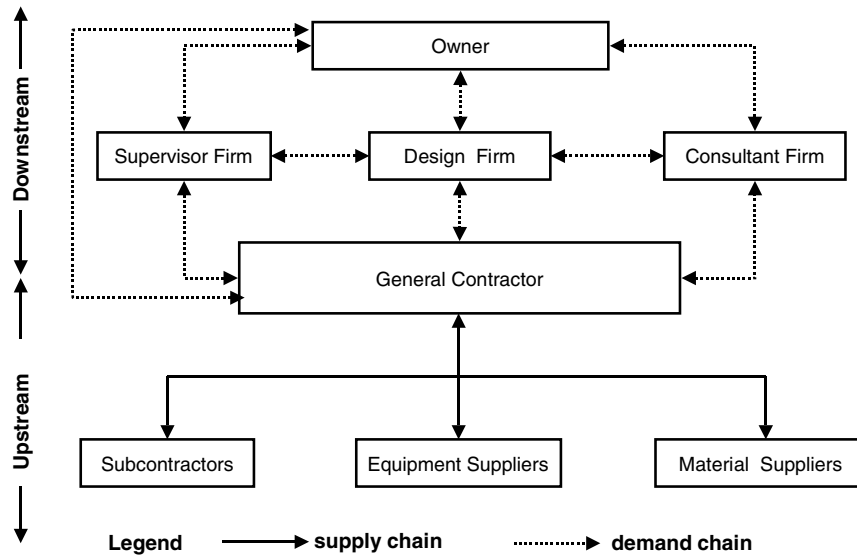 Owner
Downstream
Supervisor Firm
Design Firm
Consultant Firm
General Contractor
Upstream
Subcontractors
Equipment Suppliers
Material Suppliers
Legend
supply chain
demand chain